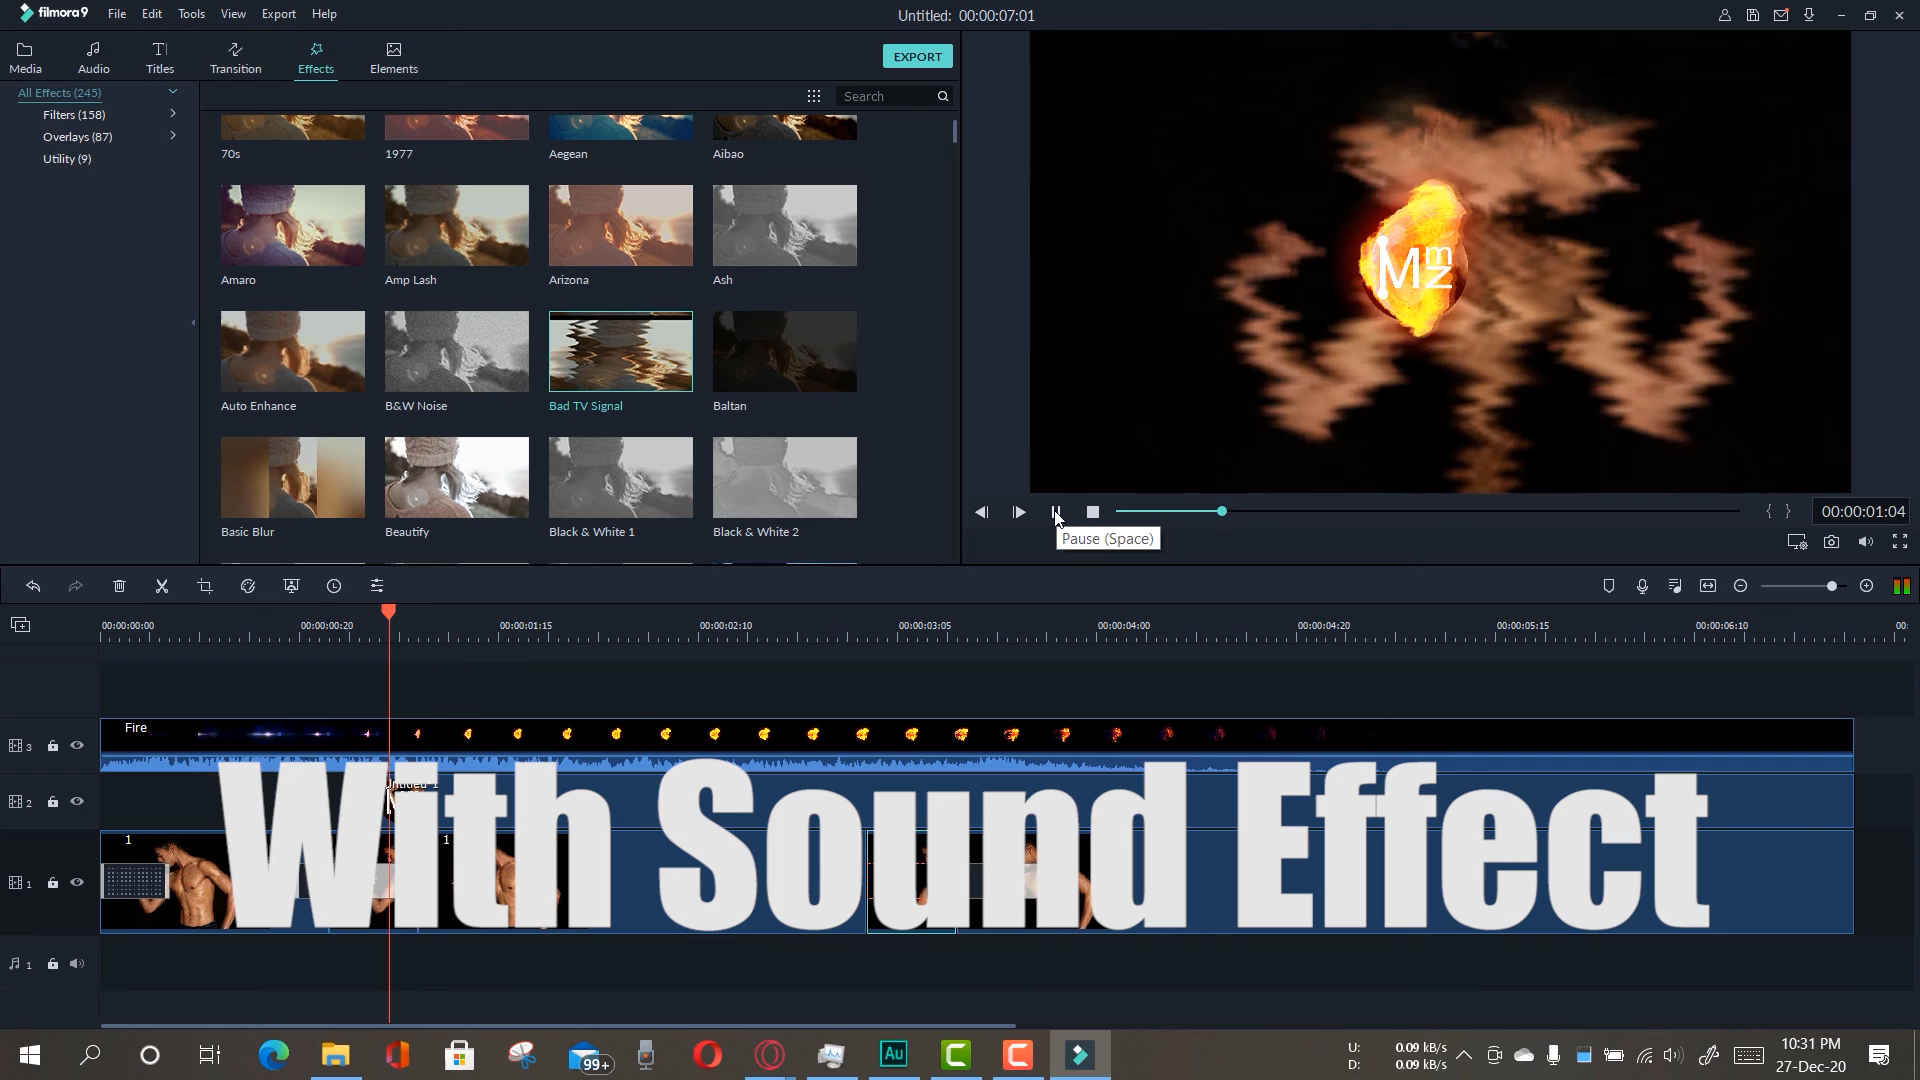 filmora9 File Edit Tools View Export Help
Untitled: 00:00:07:01
Media Audio Titles Transition Effects Elements
EXPORT
All Effects (245)
Filters (158)
Overlays (87)
Utility (9)
Search
70s 1977 Aegean Aibao
Amaro Amp Lash Arizona Ash
Auto Enhance B&W Noise Bad TV Signal Baltan
Basic Blur Beautify Black & White 1 Black & White 2
{ } 00:00:01:04
Pause (Space)
00:00:00:00 00:00:00:20 00:00:01:15 00:00:02:10 00:00:03:05 00:00:04:00 00:00:04:20 00:00:05:15 00:00:06:10 00:
3 Fire
2 Untitled 1
1 1 1
With Sound Effect
1
99+
Au
U: 0.09 kB/s
D: 0.09 kB/s
10:31 PM
27-Dec-20